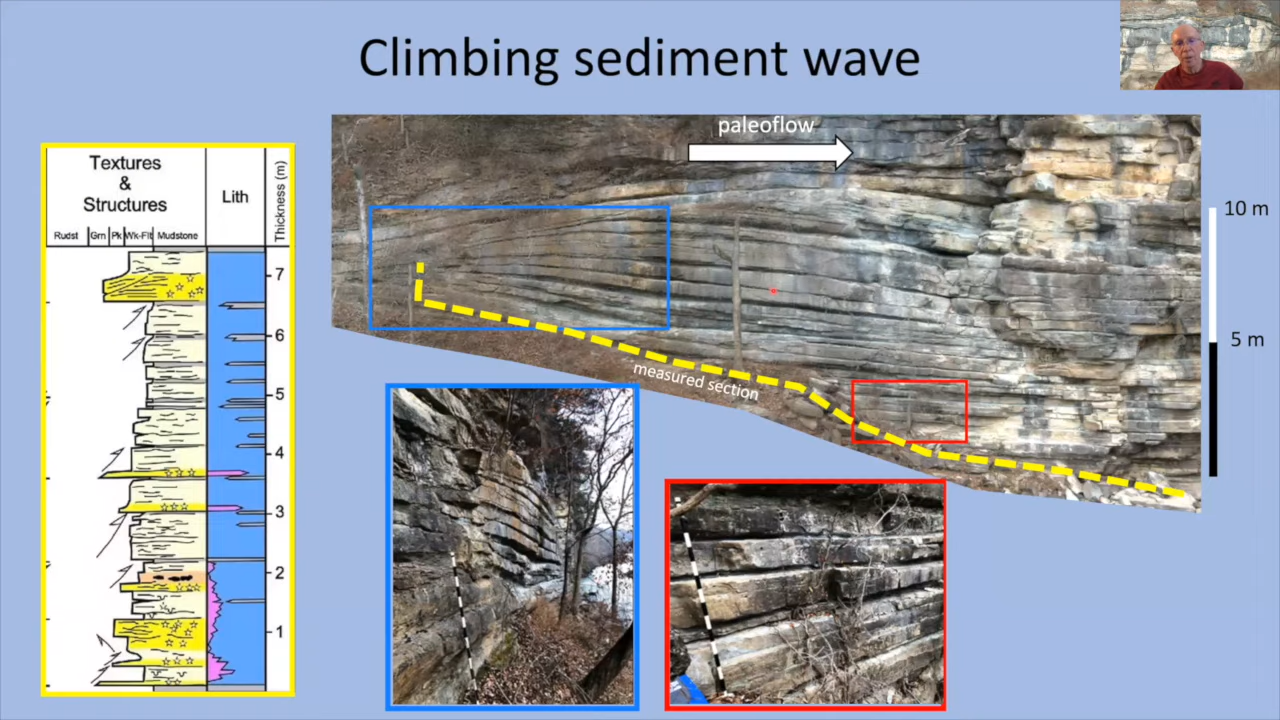 Climbing sediment wave
Textures
&
Structures
Lith
Thickness (m)
Rudst
Grn
Pk
Wk-Flt
Mudstone
7
6
5
4
3
2
1
paleoflow
measured section
10 m
5 m